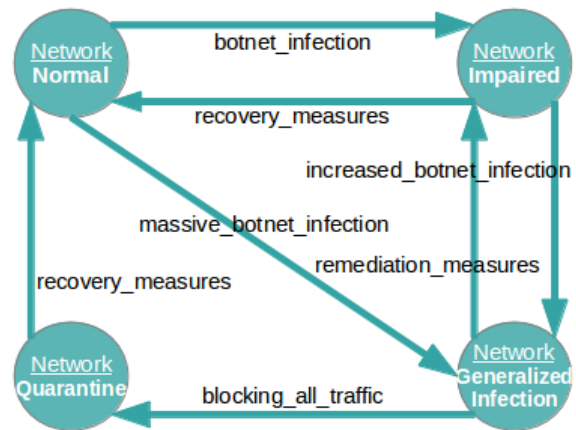 Network
Normal
botnet_infection
Network
Impaired
recovery_measures
increased_botnet_infection
massive_botnet_infection
remediation_measures
recovery_measures
Network
Quarantine
blocking_all_traffic
Network
Generalized
Infection